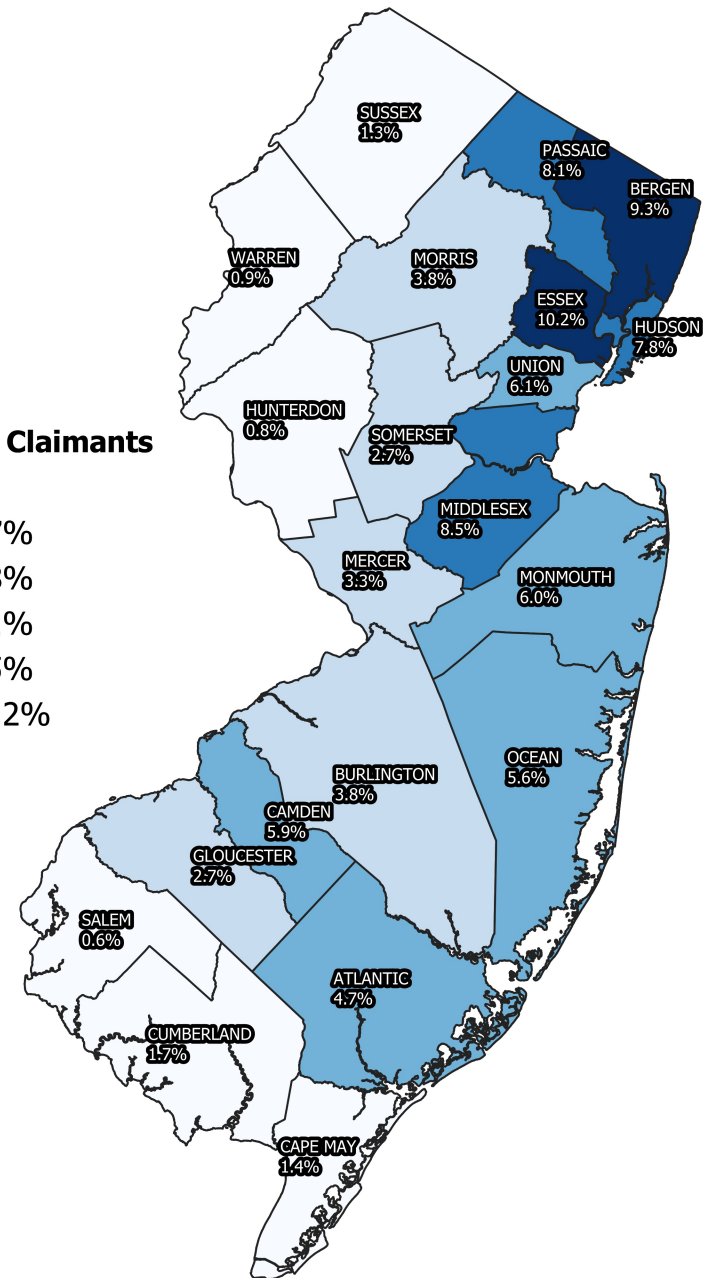 SUSSEX
1.3%
PASSAIC
8.1%
BERGEN
9.3%
WARREN
0.9%
MORRIS
3.8%
ESSEX
10.2%
HUDSON
7.8%
UNION
6.1%
HUNTERDON
0.8%
SOMERSET
2.7%
Claimants
MIDDLESEX
8.5%
MERCER
3.3%
MONMOUTH
6.0%
2%
OCEAN
5.6%
BURLINGTON
3.8%
CAMDEN
5.9%
GLOUCESTER
2.7%
SALEM
0.6%
ATLANTIC
4.7%
CUMBERLAND
1.7%
CAPE MAY
1.4%